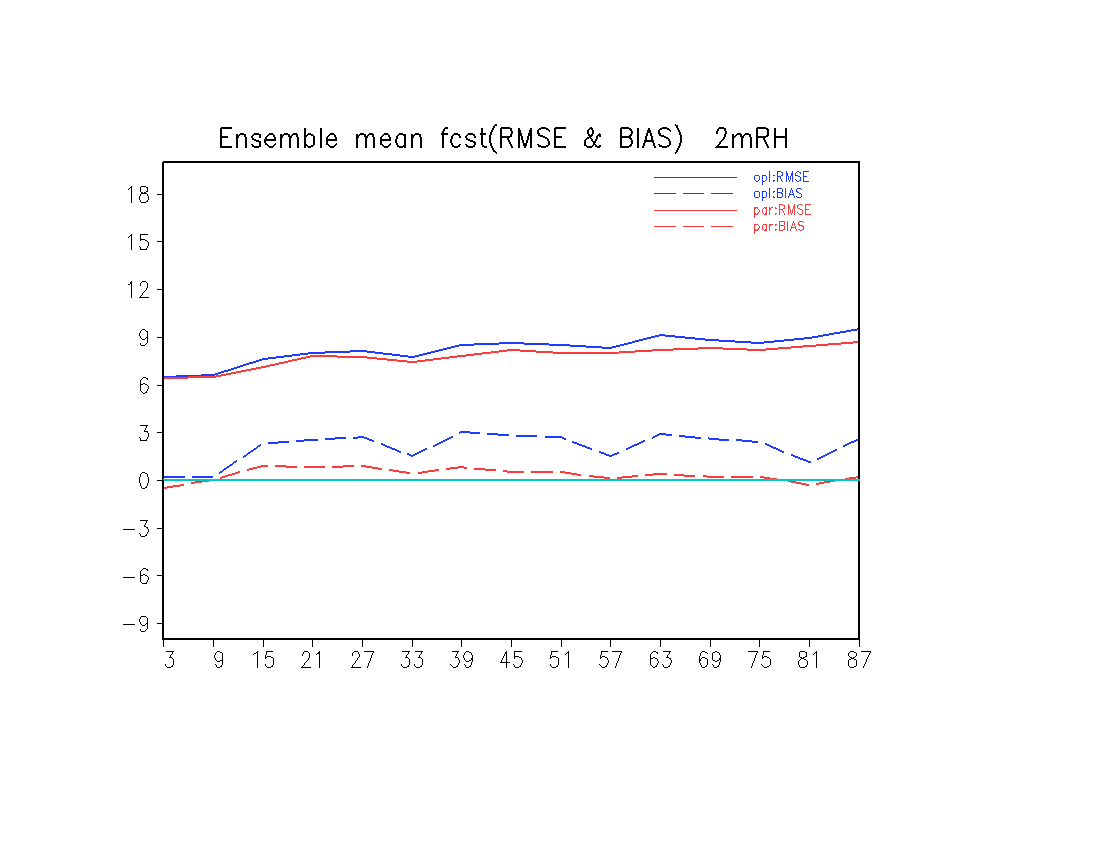 Ensemble mean fcst(RMSE & BIAS) 2mRH
opl:RMSE
opl:BIAS
par:RMSE
par:BIAS
18
15
12
9
6
3
0
-3
-6
-9
3 9 15 21 27 33 39 45 51 57 63 69 75 81 87